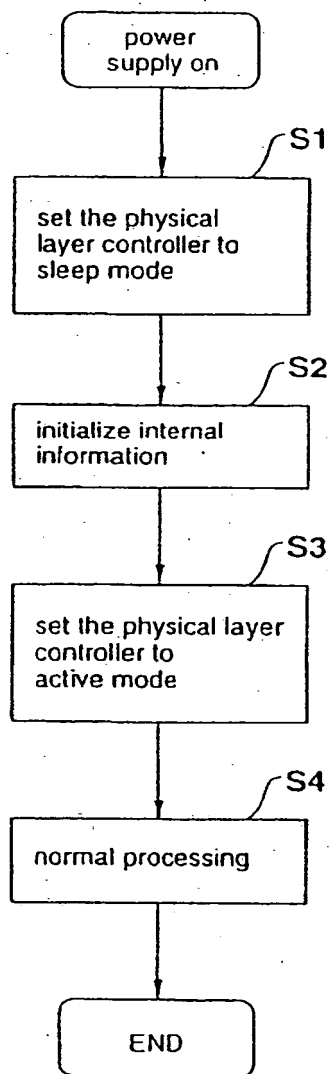 power
supply on
S1
set the physical
layer controller to
sleep mode
S2
initialize internal
information
S3
set the physical layer
controller to
active mode
S4
normal processing
END